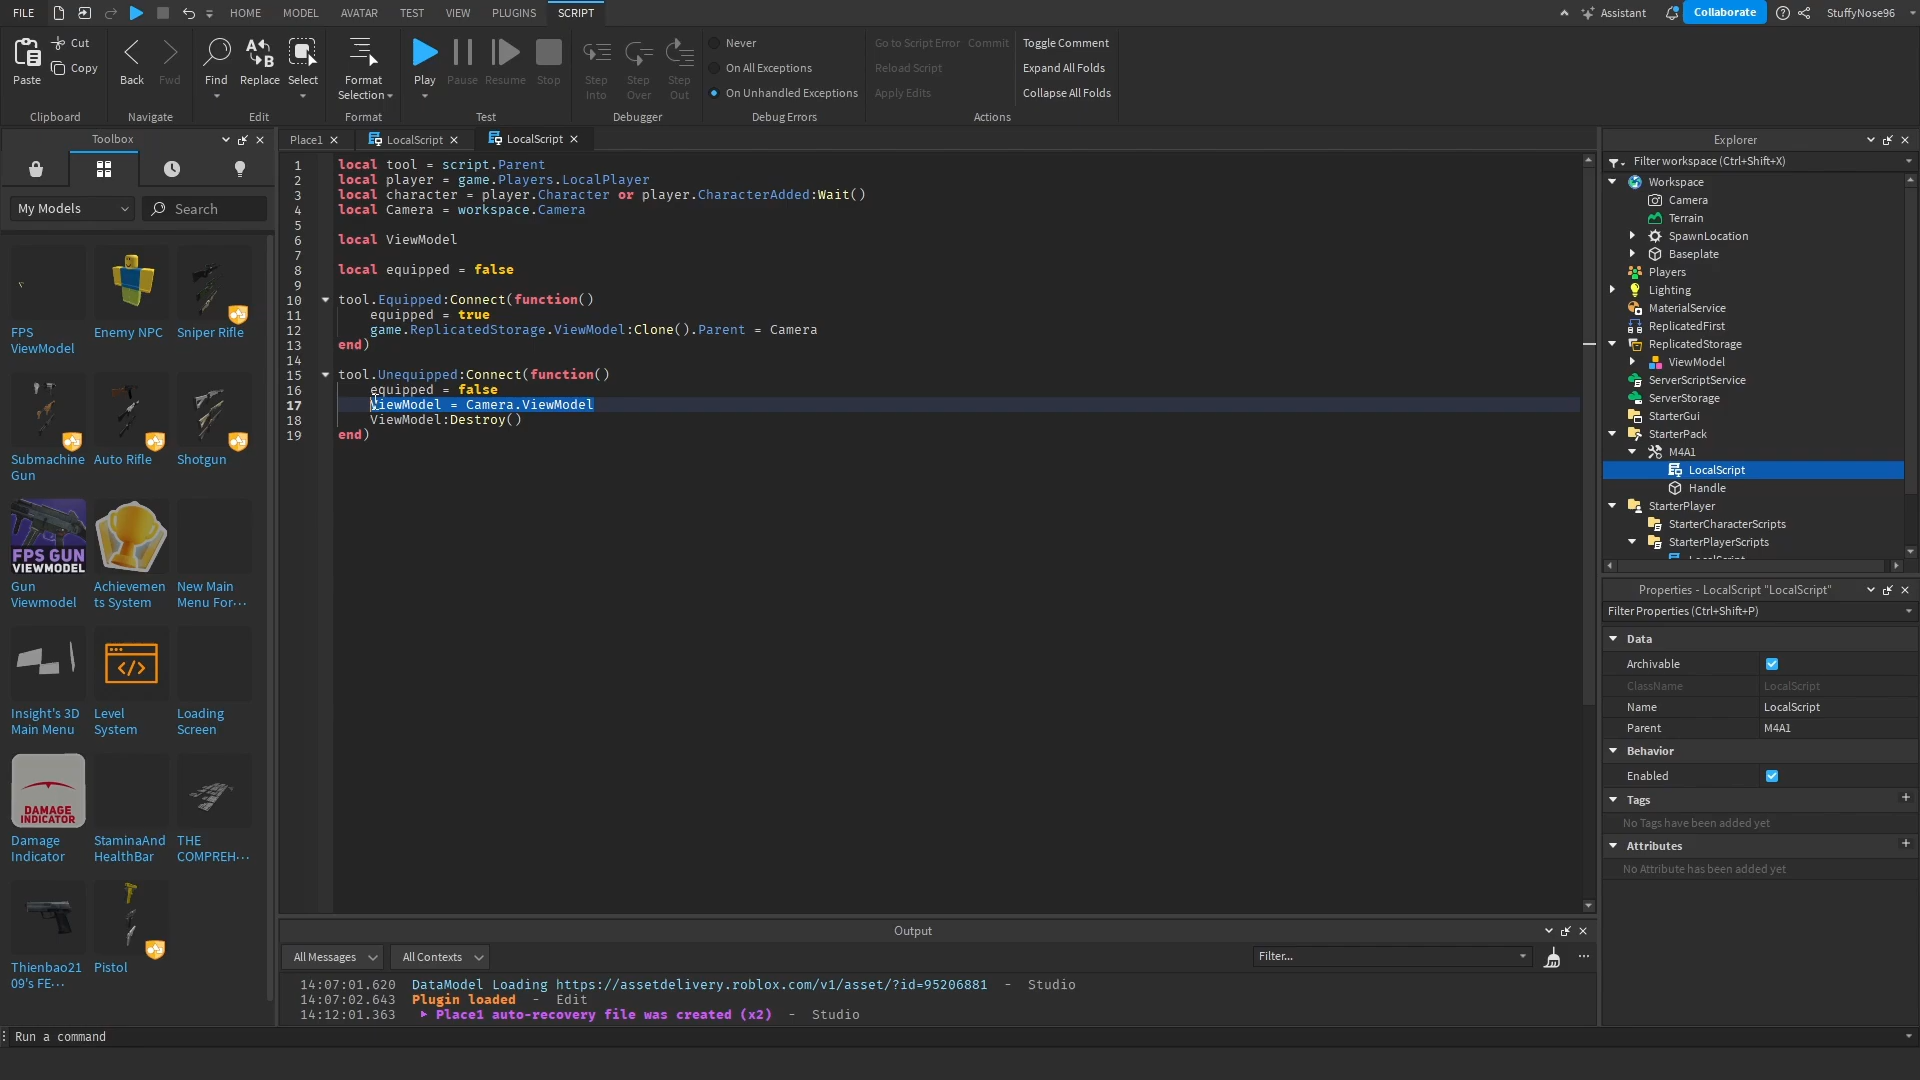 FILE HOME MODEL AVATAR TEST VIEW PLUGINS SCRIPT Assistant Collaborate StuffyNose96
Paste Cut Copy
Clipboard
Back Fwd
Navigate
Find Replace Select
Edit
Format
Selection
Format
Play Pause Resume Stop
Test
Step Into Step Over Step Out
Debugger
Never
On All Exceptions
On Unhandled Exceptions
Debug Errors
Go to Script Error Commit Toggle Comment
Reload Script Expand All Folds
Apply Edits Collapse All Folds
Actions
Toolbox
My Models Search
FPS
ViewModel
Enemy NPC
Sniper Rifle
Submachine
Gun
Auto Rifle
Shotgun
FPS GUN
VIEWMODEL
Gun
Viewmodel
Achievemen
ts System
New Main
Menu For...
Insight's 3D
Main Menu
Level
System
Loading
Screen
DAMAGE
INDICATOR
Damage
Indicator
StaminaAnd
HealthBar
THE
COMPREH...
Thienbao21
09's FE...
Pistol
Place1 LocalScript LocalScript
1 local tool = script.Parent
2 local player = game.Players.LocalPlayer
3 local character = player.Character or player.CharacterAdded:Wait()
4 local Camera = workspace.Camera
5
6 local ViewModel
7
8 local equipped = false
9
10 tool.Equipped:Connect(function()
11 equipped = true
12 game.ReplicatedStorage.ViewModel:Clone().Parent = Camera
13 end)
14
15 tool.Unequipped:Connect(function()
16 equipped = false
17 ViewModel = Camera.ViewModel
18 ViewModel:Destroy()
19 end)
Output
All Messages All Contexts Filter...
14:07:01.620 DataModel Loading https://assetdelivery.roblox.com/v1/asset/?id=95206881 - Studio
14:07:02.643 Plugin loaded - Edit
14:12:01.363 Place1 auto-recovery file was created (x2) - Studio
Run a command
Explorer
Filter workspace (Ctrl+Shift+X)
Workspace
Camera
Terrain
SpawnLocation
Baseplate
Players
Lighting
MaterialService
ReplicatedFirst
ReplicatedStorage
ViewModel
ServerScriptService
ServerStorage
StarterGui
StarterPack
M4A1
LocalScript
Handle
StarterPlayer
StarterCharacterScripts
StarterPlayerScripts
LocalScript
Properties - LocalScript "LocalScript"
Filter Properties (Ctrl+Shift+P)
Data
Archivable
ClassName LocalScript
Name LocalScript
Parent M4A1
Behavior
Enabled
Tags
No Tags have been added yet
Attributes
No Attribute has been added yet